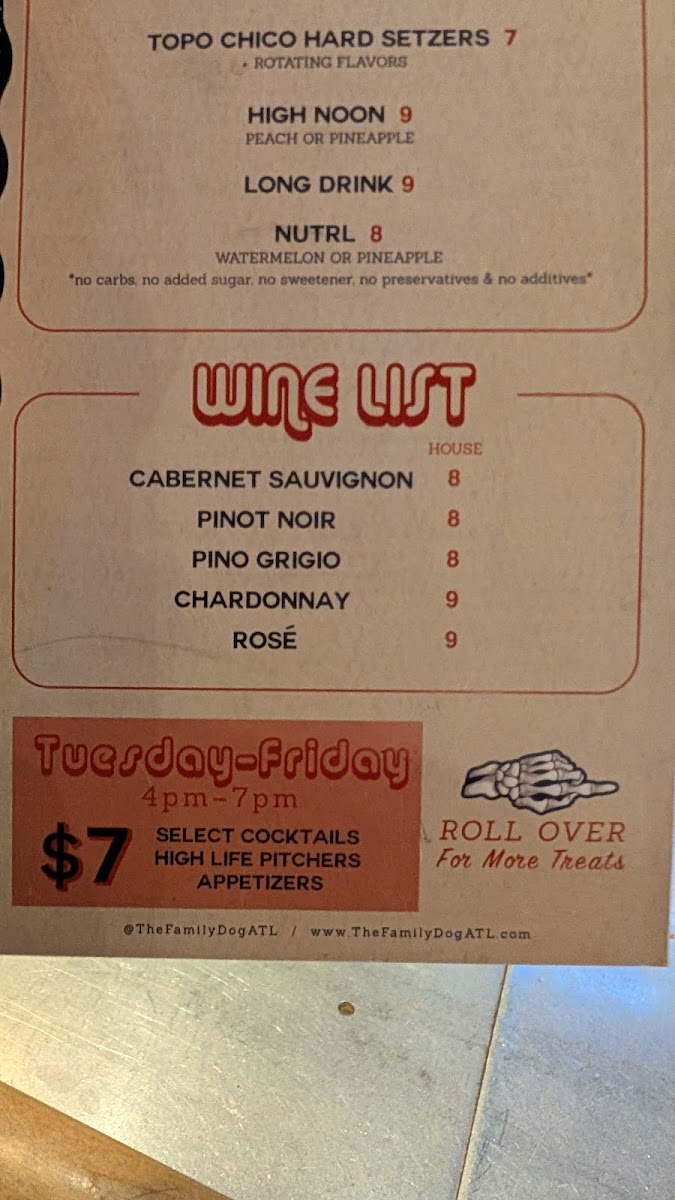 TOPO CHICO HARD SETZERS 7
• ROTATING FLAVORS
HIGH NOON 9
PEACH OR PINEAPPLE
LONG DRINK 9
NUTRL 8
WATERMELON OR PINEAPPLE
*no carbs, no added sugar, no sweetener, no preservatives & no additives*
WINE LIST
HOUSE
CABERNET SAUVIGNON 8
PINOT NOIR 8
PINO GRIGIO 8
CHARDONNAY 9
ROSÉ 9
Tuesday-Friday
4pm-7pm
$7
SELECT COCKTAILS
HIGH LIFE PITCHERS
APPETIZERS
ROLL OVER
For More Treats
@TheFamilyDogATL / www.TheFamilyDogATL.com